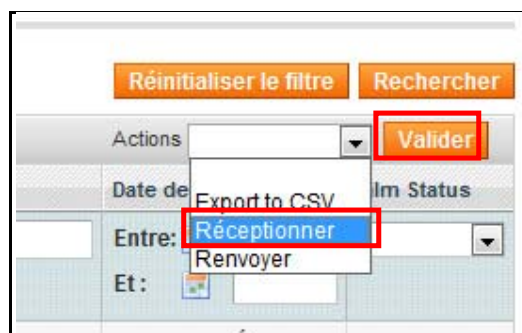 Réinitialiser le filtre Rechercher
Actions Valider
Date de lm Status
Export to CSV
Entre: Réceptionner
Renvoyer
Et :